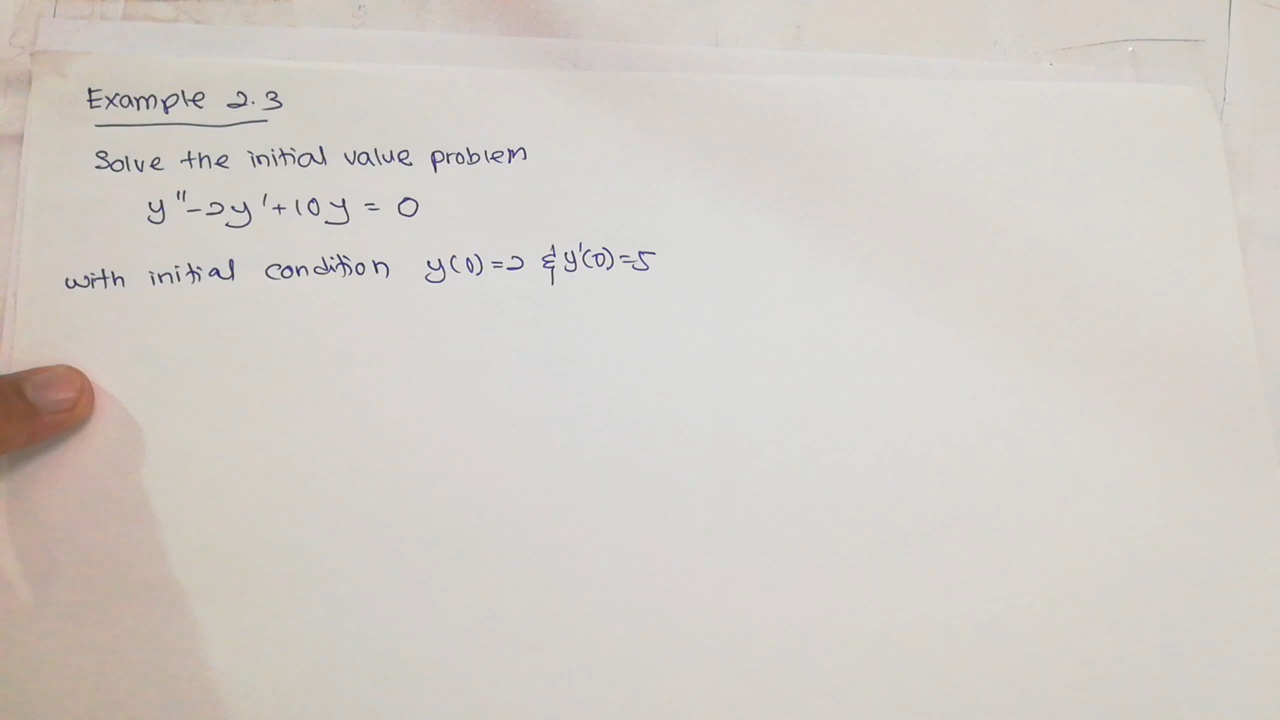 Example 2.3
Solve the initial value problem
y"-2y'+10y = 0
with initial condition y(0)=2 & y'(0)=5